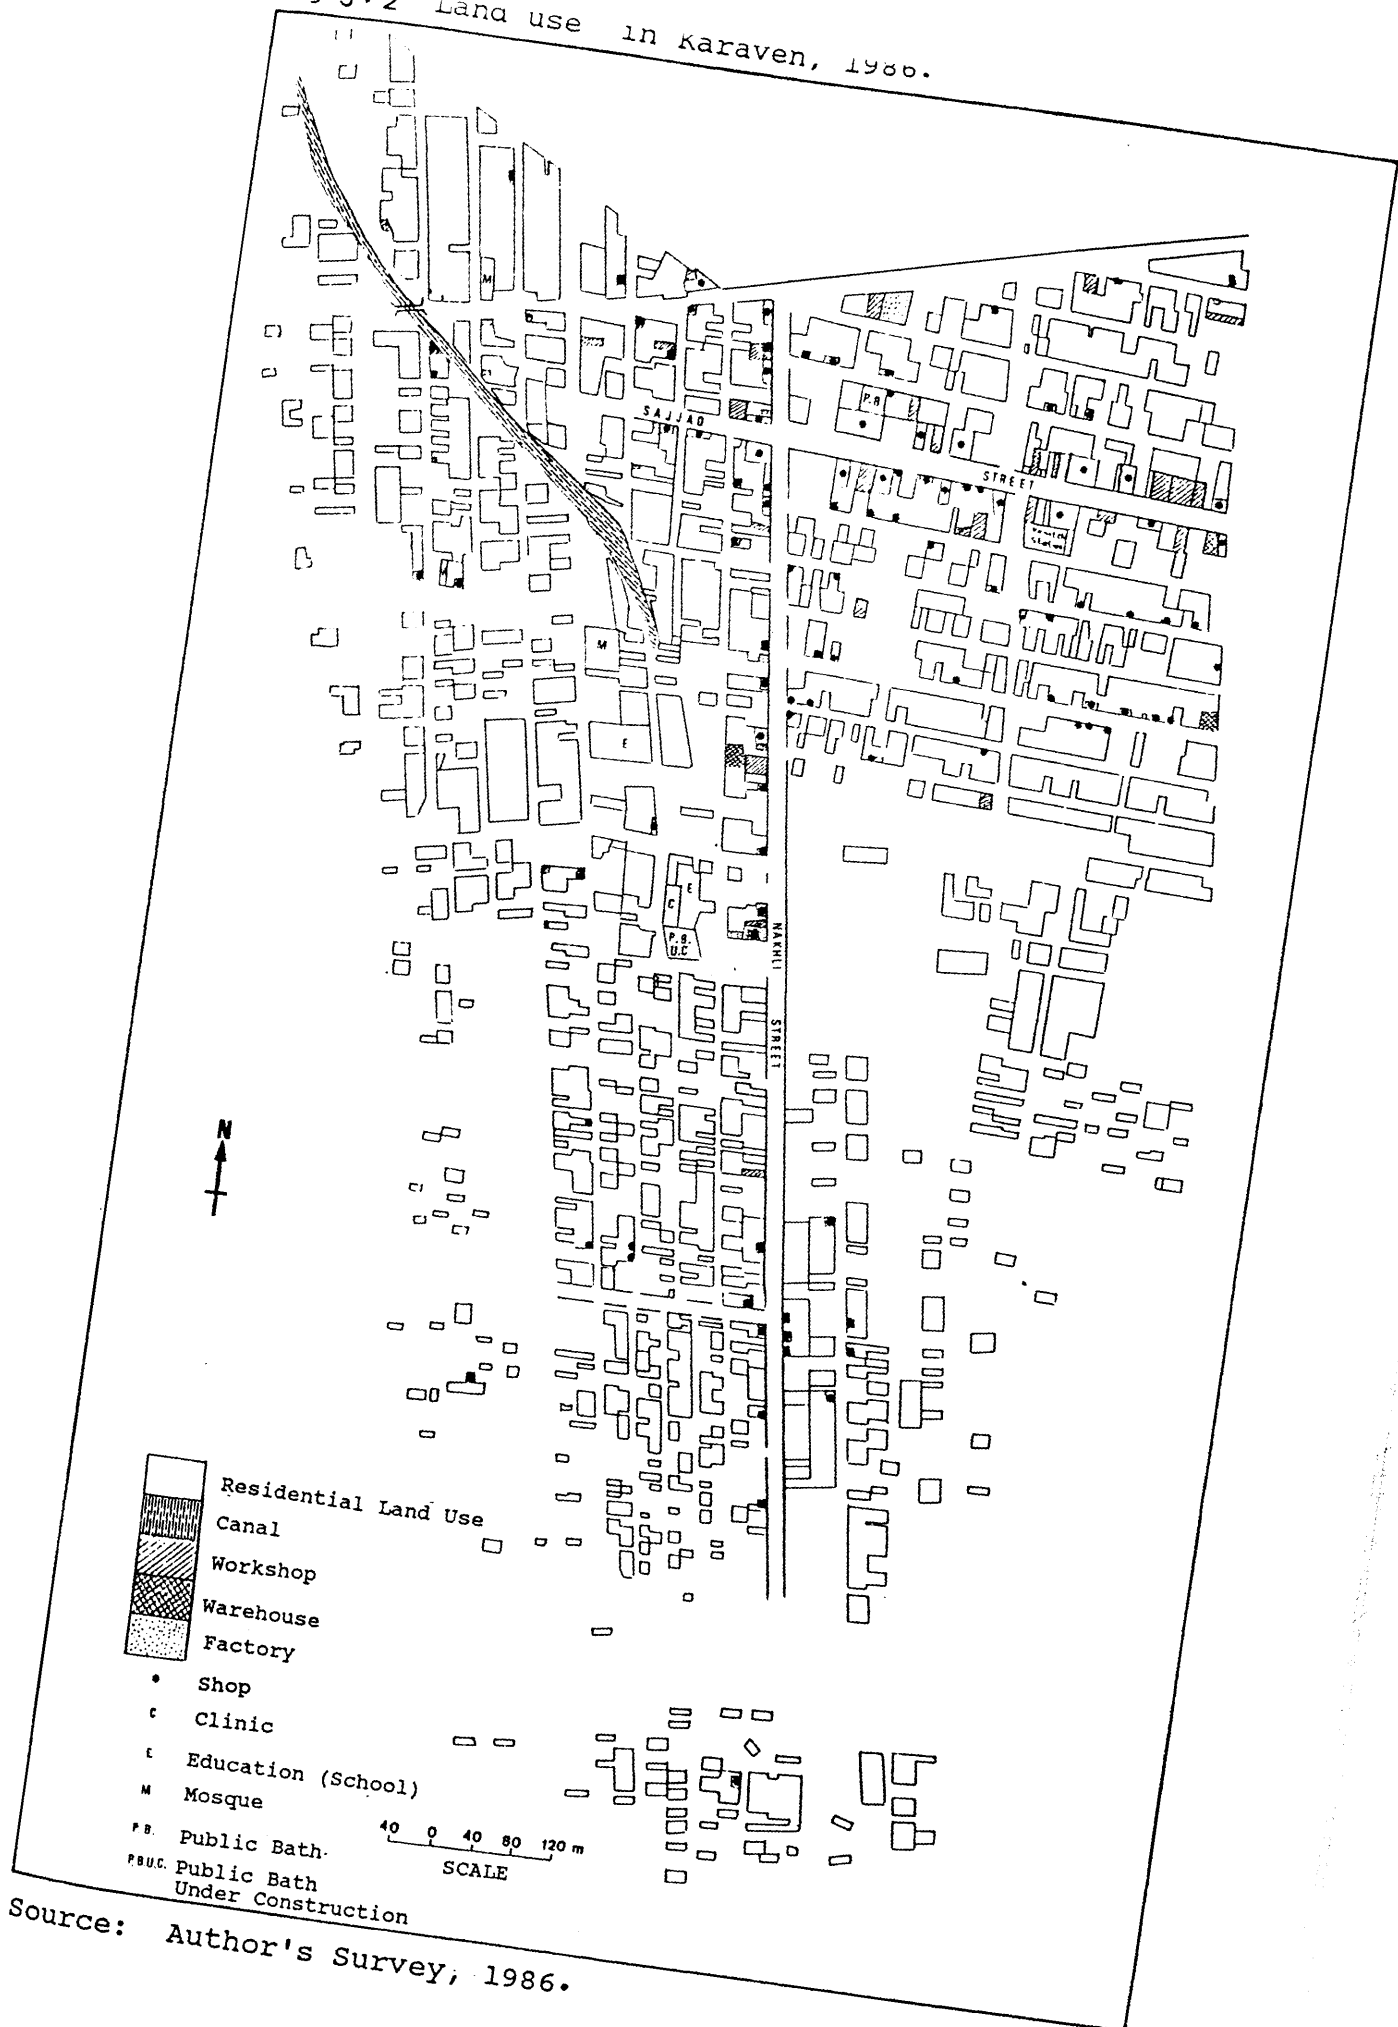 2 Land use in Karaven, 1986.
M
P.B
SAJJAD
STREET
M
M
E
E
C
P.B.
U.C
NAKHLI
STREET
N
Residential Land Use
Canal
Workshop
Warehouse
Factory
Shop
C Clinic
E Education (School)
M Mosque
P.B. Public Bath
P.B.U.C. Public Bath
Under Construction
40 0 40 80 120 m
SCALE
Source: Author's Survey, 1986.